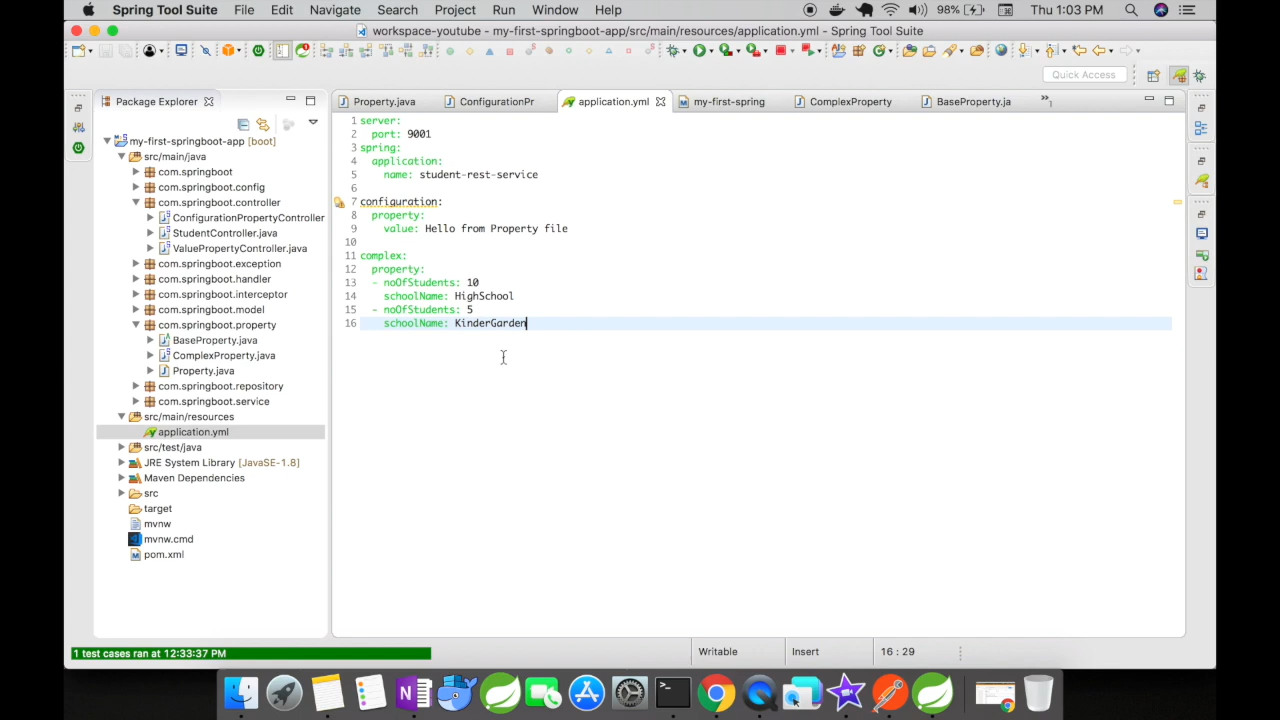 Spring Tool Suite File Edit Navigate Search Project Run Window Help 98% Thu 1:03 PM
workspace-youtube - my-first-springboot-app/src/main/resources/application.yml - Spring Tool Suite
Quick Access
Package Explorer
Property.java
ConfigurationPr
application.yml
my-first-spring
ComplexProperty
BaseProperty.ja
»1
my-first-springboot-app [boot]
src/main/java
com.springboot
com.springboot.config
com.springboot.controller
ConfigurationPropertyController
StudentController.java
ValuePropertyController.java
com.springboot.exception
com.springboot.handler
com.springboot.interceptor
com.springboot.model
com.springboot.property
BaseProperty.java
ComplexProperty.java
Property.java
com.springboot.repository
com.springboot.service
src/main/resources
application.yml
src/test/java
JRE System Library [JavaSE-1.8]
Maven Dependencies
src
target
mvnw
mvnw.cmd
pom.xml
1 server:
2 port: 9001
3 spring:
4 application:
5 name: student-rest-service
6
7 configuration:
8 property:
9 value: Hello from Property file
10
11 complex:
12 property:
13 - noOfStudents: 10
14 schoolName: HighSchool
15 - noOfStudents: 5
16 schoolName: KinderGarden
1 test cases ran at 12:33:37 PM
Writable
Insert
16 : 29